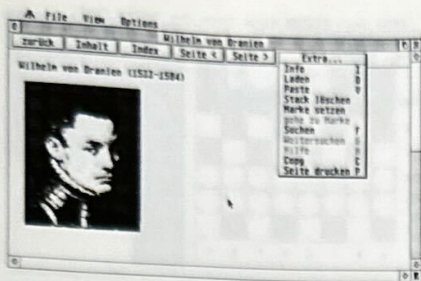 File View Options
Wilhelm von Oranien
zurück Inhalt Index Seite < Seite >
Wilhelm von Oranien (1533-1584)
Extra...
Info I
Laden O
Paste V
Stack löschen
Marke setzen
gehe zu Marke
Suchen F
Weitersuchen G
Hilfe H
Copy C
Seite drucken P